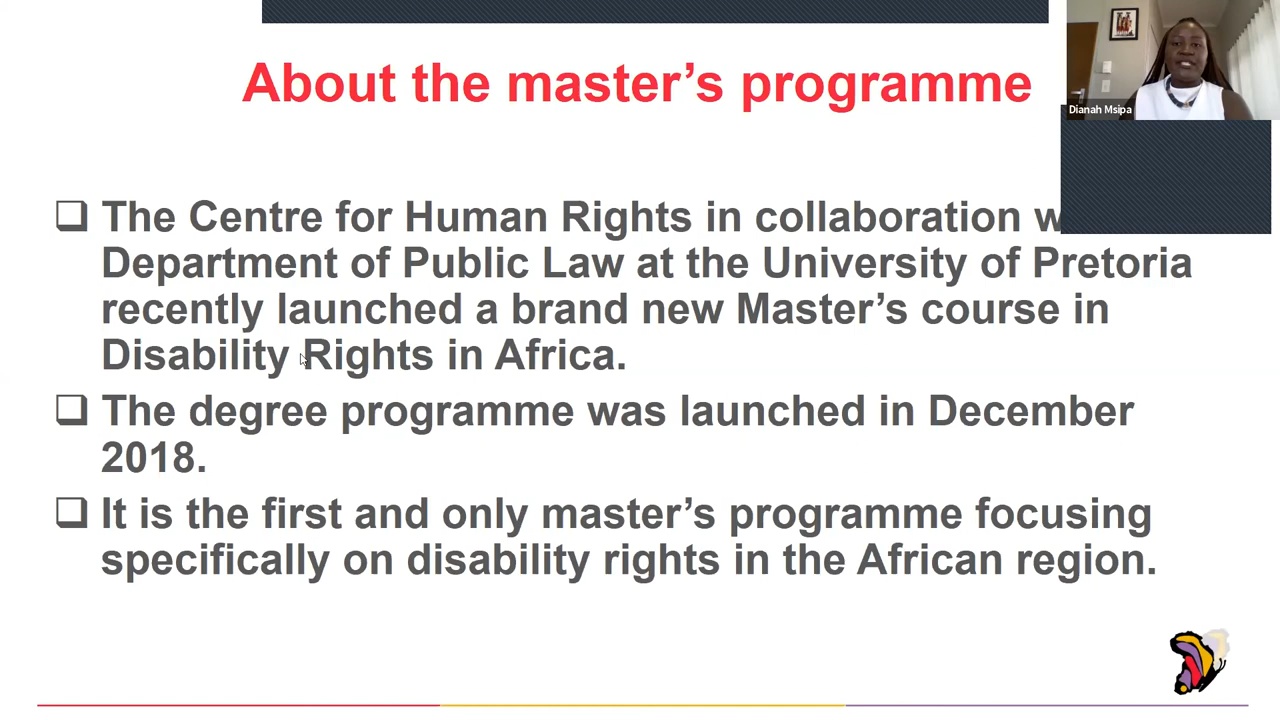 About the master's programme
Dianah Msipa
❑ The Centre for Human Rights in collaboration
Department of Public Law at the University of Pretoria
recently launched a brand new Master's course in
Disability Rights in Africa.
❑ The degree programme was launched in December
2018.
❑ It is the first and only master's programme focusing
specifically on disability rights in the African region.